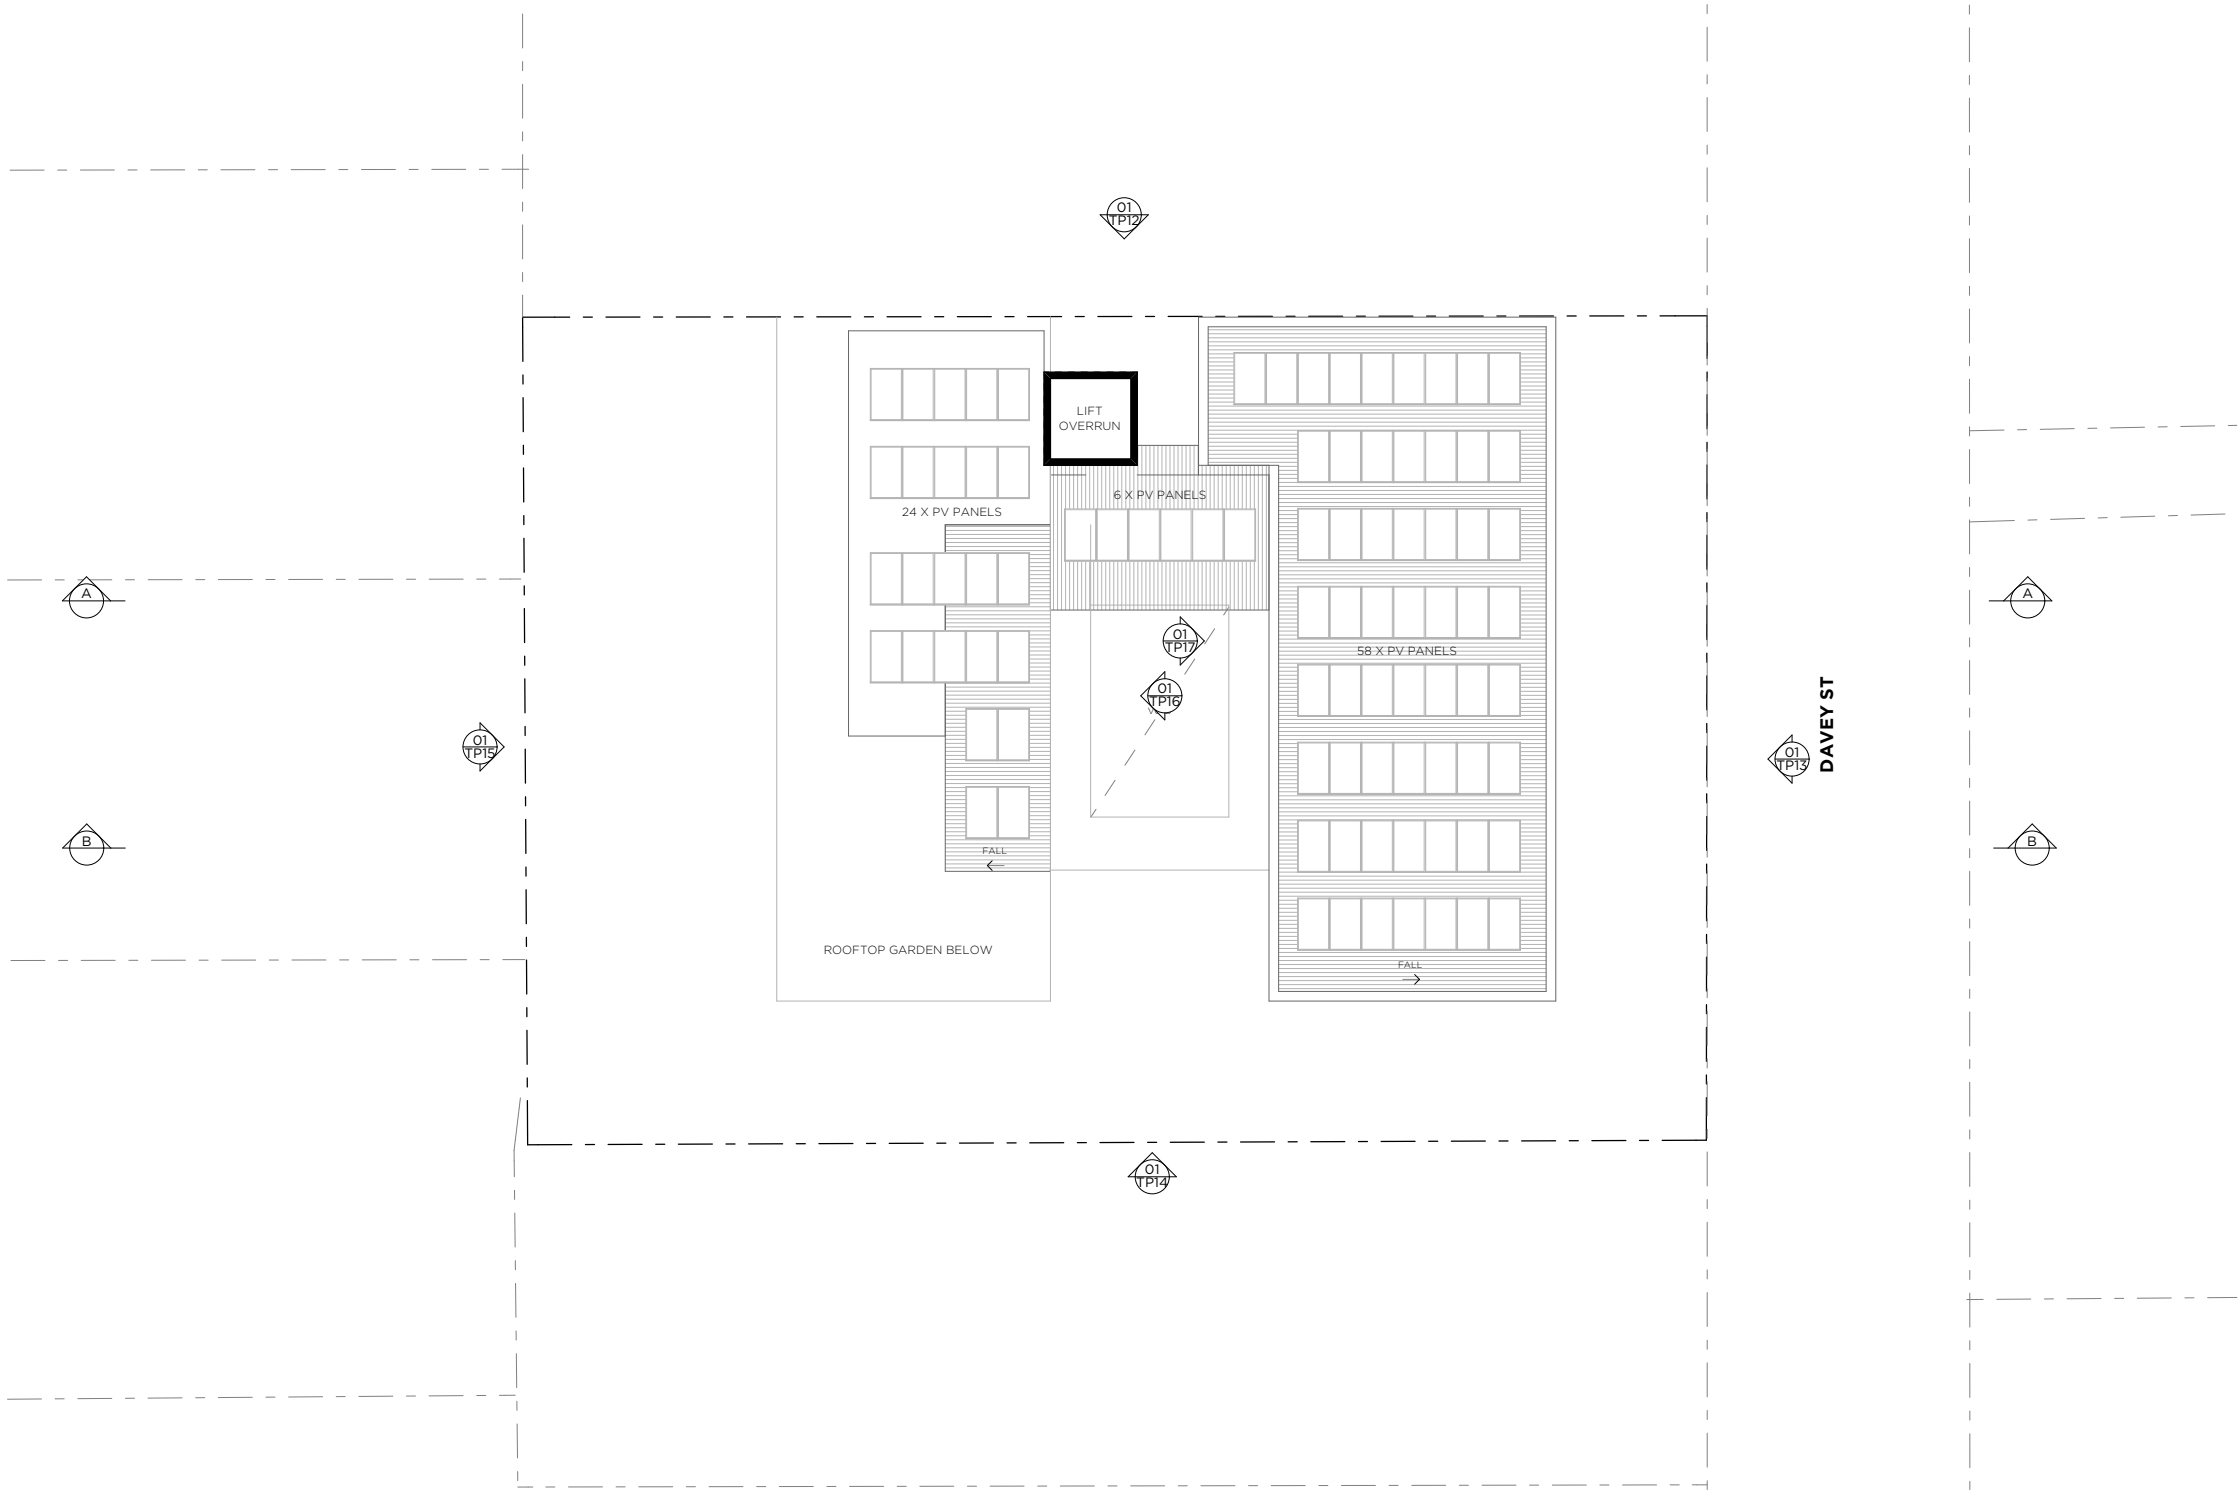 01
TP12
LIFT
OVERRUN
6 X PV PANELS
24 X PV PANELS
A
A
01
TP17
58 X PV PANELS
01
TP16
DAVEY ST
01
TP15
01
TP13
B
B
FALL
ROOFTOP GARDEN BELOW
FALL
01
TP14